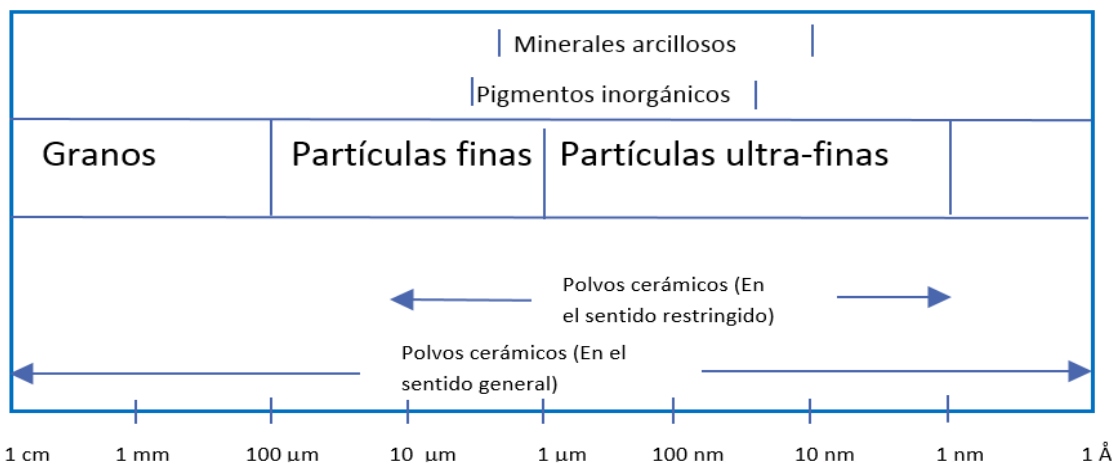 Minerales arcillosos
Pigmentos inorgánicos
Granos
Partículas finas
Partículas ultra-finas
Polvos cerámicos (En
el sentido restringido)
Polvos cerámicos (En el
sentido general)
1 cm
1 mm
100 μm
10 μm
1 μm
100 nm
10 nm
1 nm
1 Å